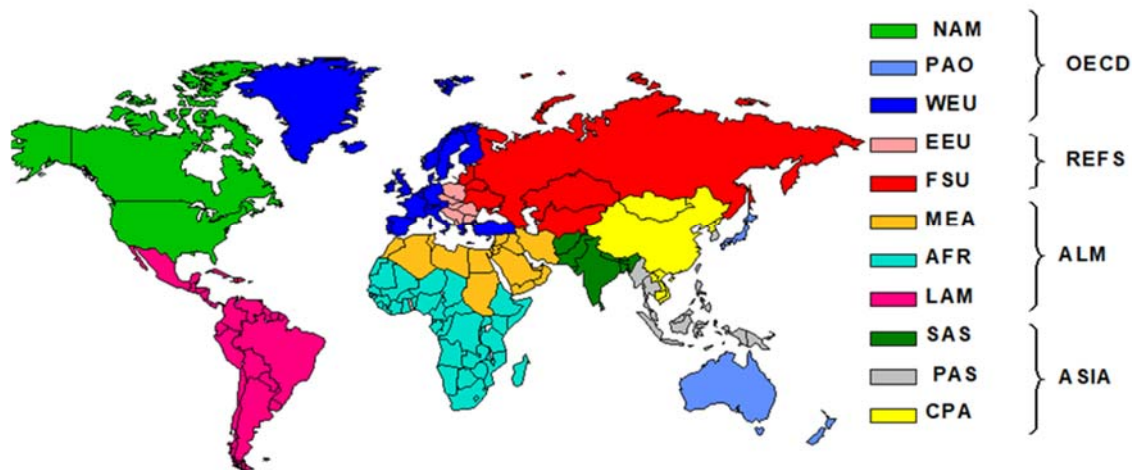 NAM
PAO
WEU
OECD
EEU
FSU
REFS
MEA
AFR
LAM
ALM
SAS
PAS
CPA
ASIA